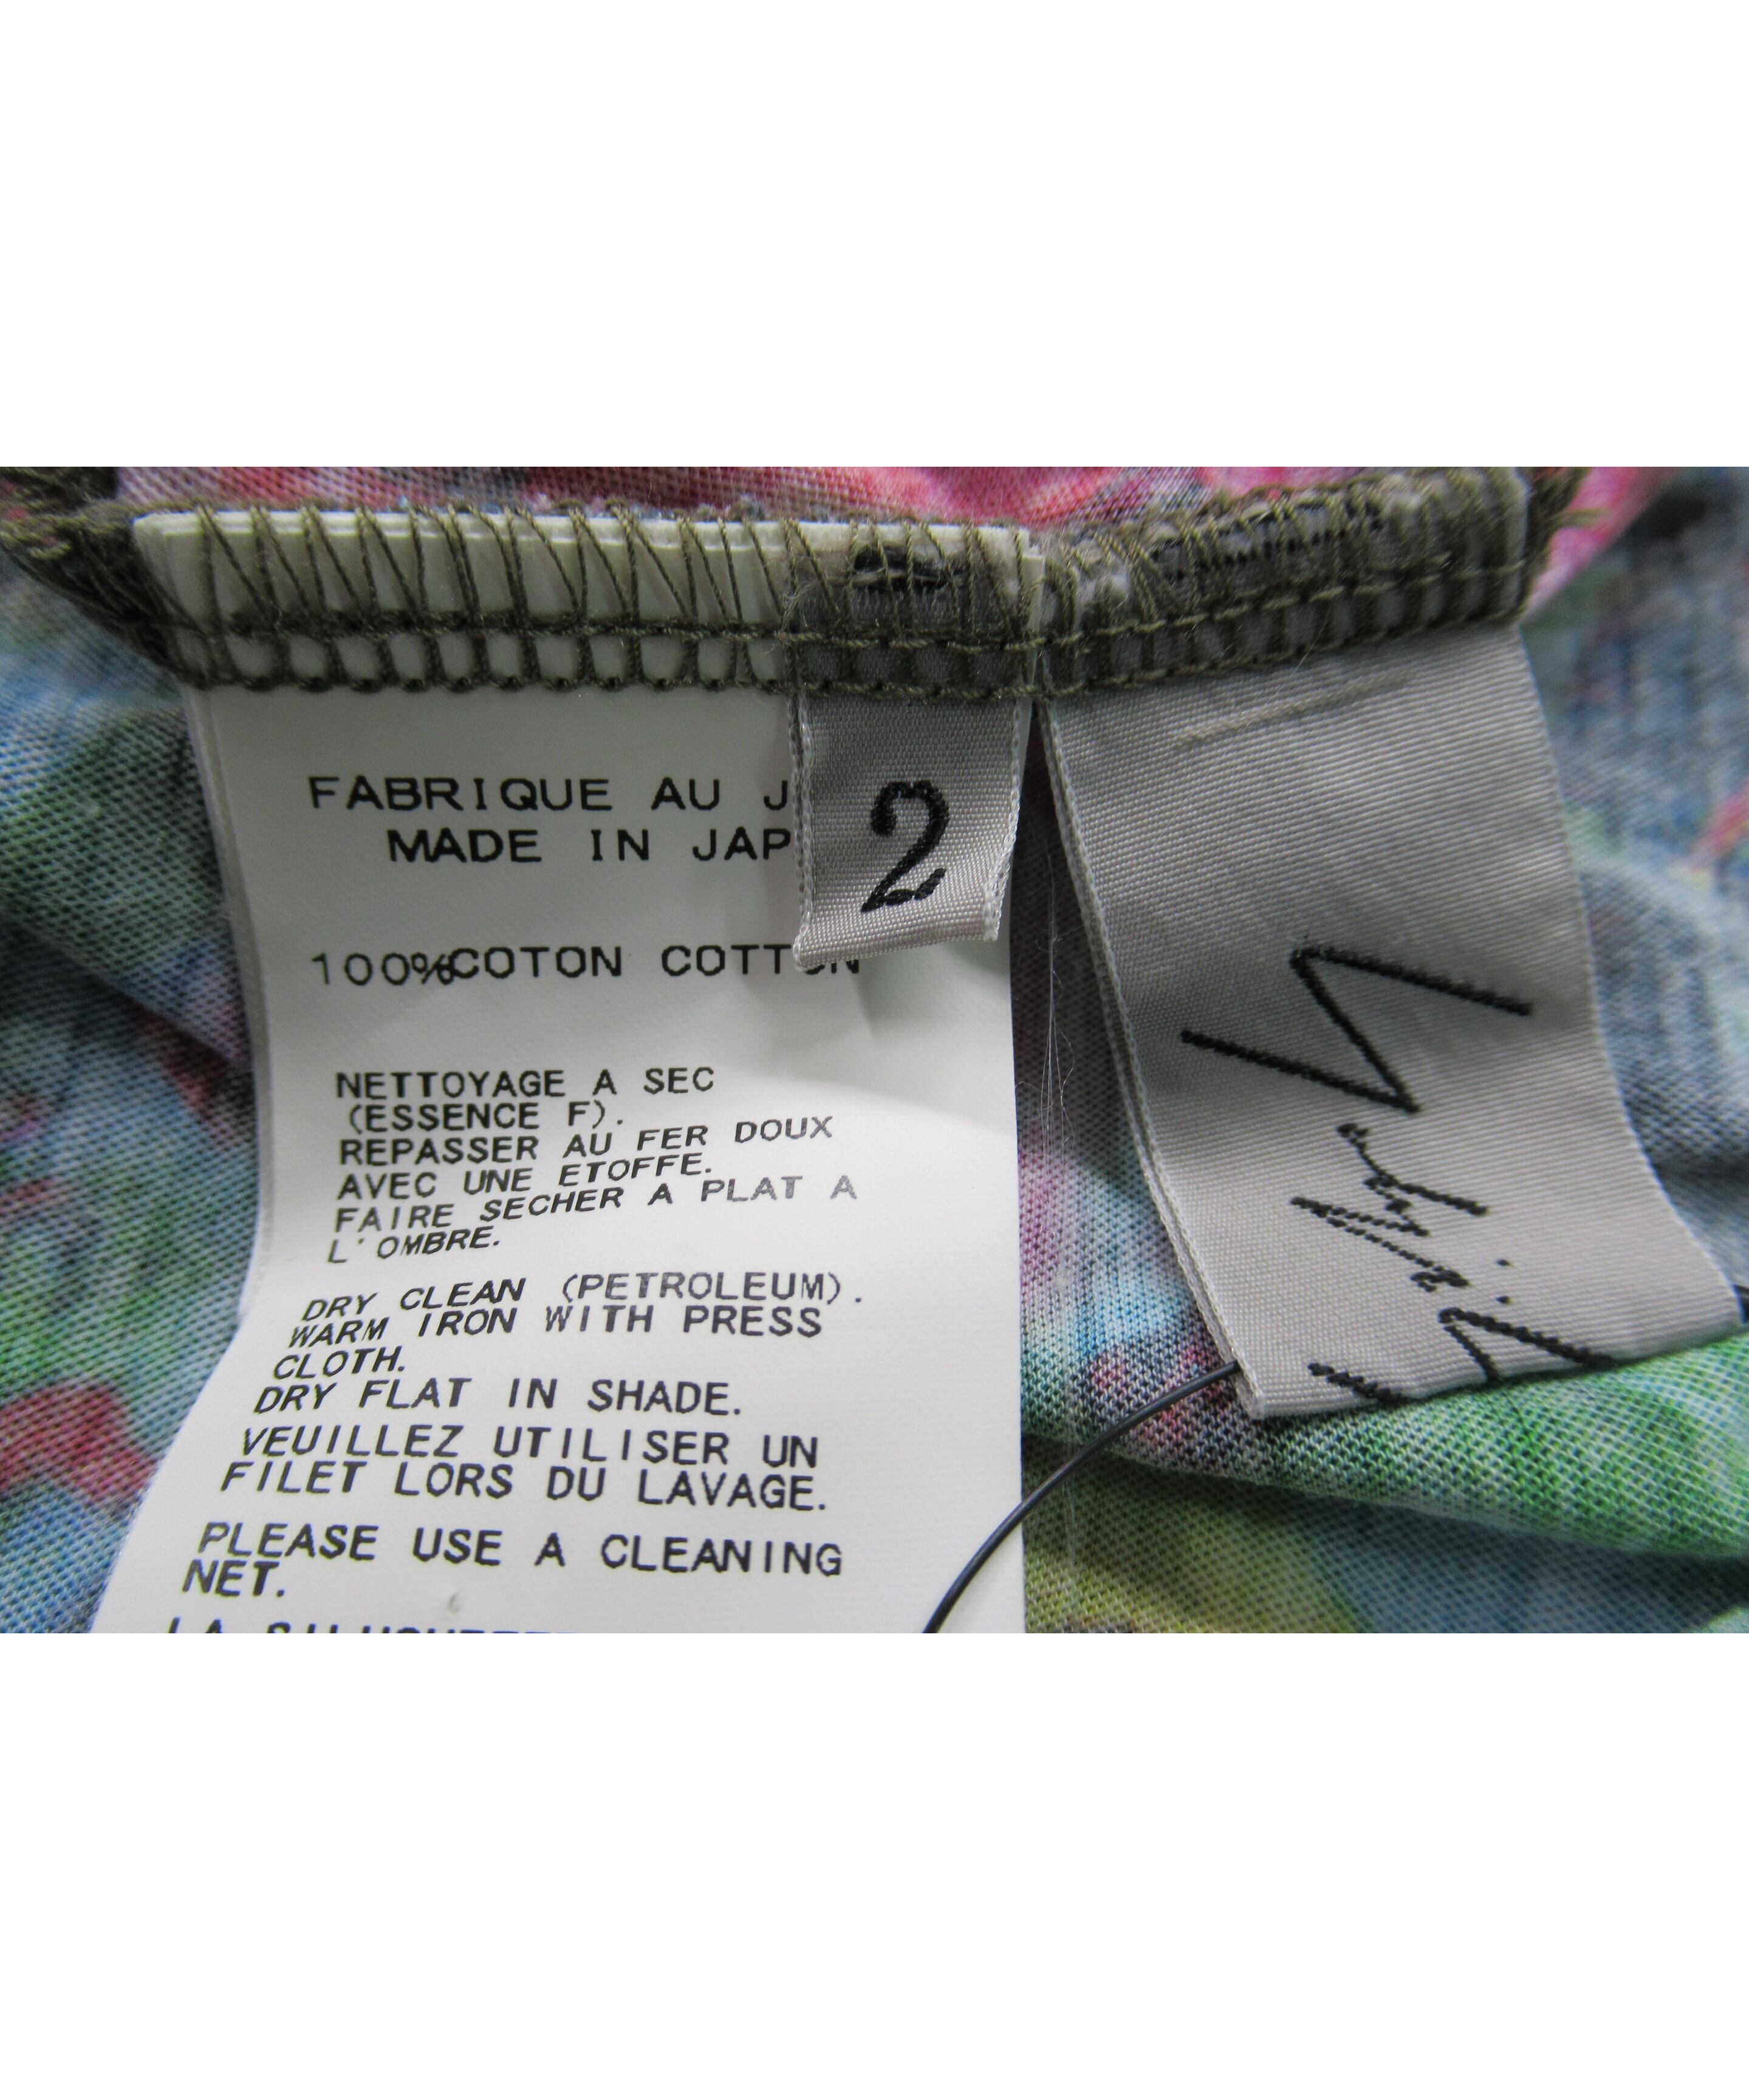 FABRIQUE AU J
MADE IN JAP
2
100%COTON COTTON
NETTOYAGE A SEC
(ESSENCE F).
REPASSER AU FER DOUX
AVEC UNE ETOFFE.
FAIRE SECHER A PLAT A
L'OMBRE.
DRY CLEAN (PETROLEUM).
WARM IRON WITH PRESS
CLOTH.
DRY FLAT IN SHADE.
VEUILLEZ UTILISER UN
FILET LORS DU LAVAGE.
PLEASE USE A CLEANING
NET.
LA